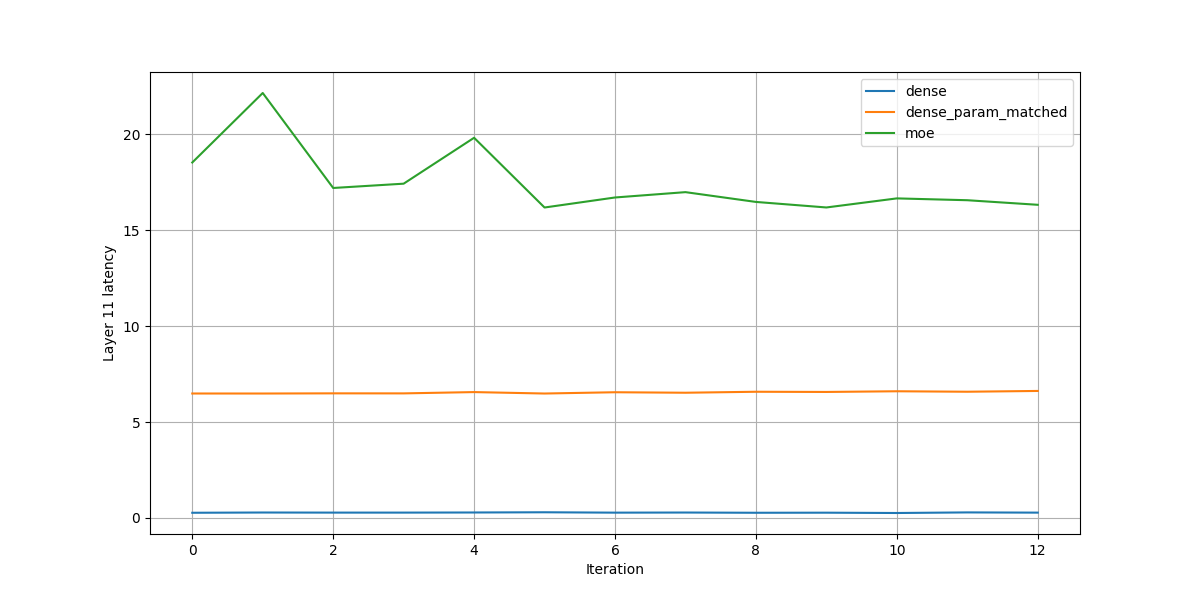 dense
dense_param_matched
moe
20
15
10
5
0
Layer 11 latency
0 2 4 6 8 10 12
Iteration